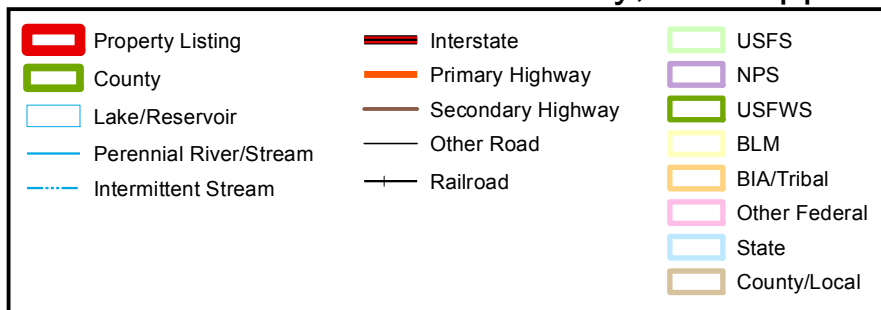 Property Listing
County
Lake/Reservoir
Perennial River/Stream
Intermittent Stream
Interstate
Primary Highway
Secondary Highway
Other Road
Railroad
USFS
NPS
USFWS
BLM
BIA/Tribal
Other Federal
State
County/Local